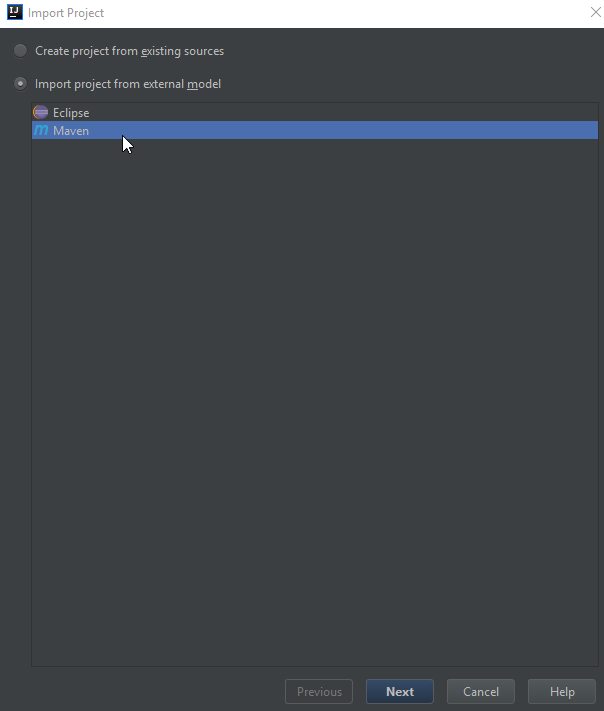 IJ Import Project
Create project from existing sources
Import project from external model
Eclipse
m Maven
Previous Next Cancel Help